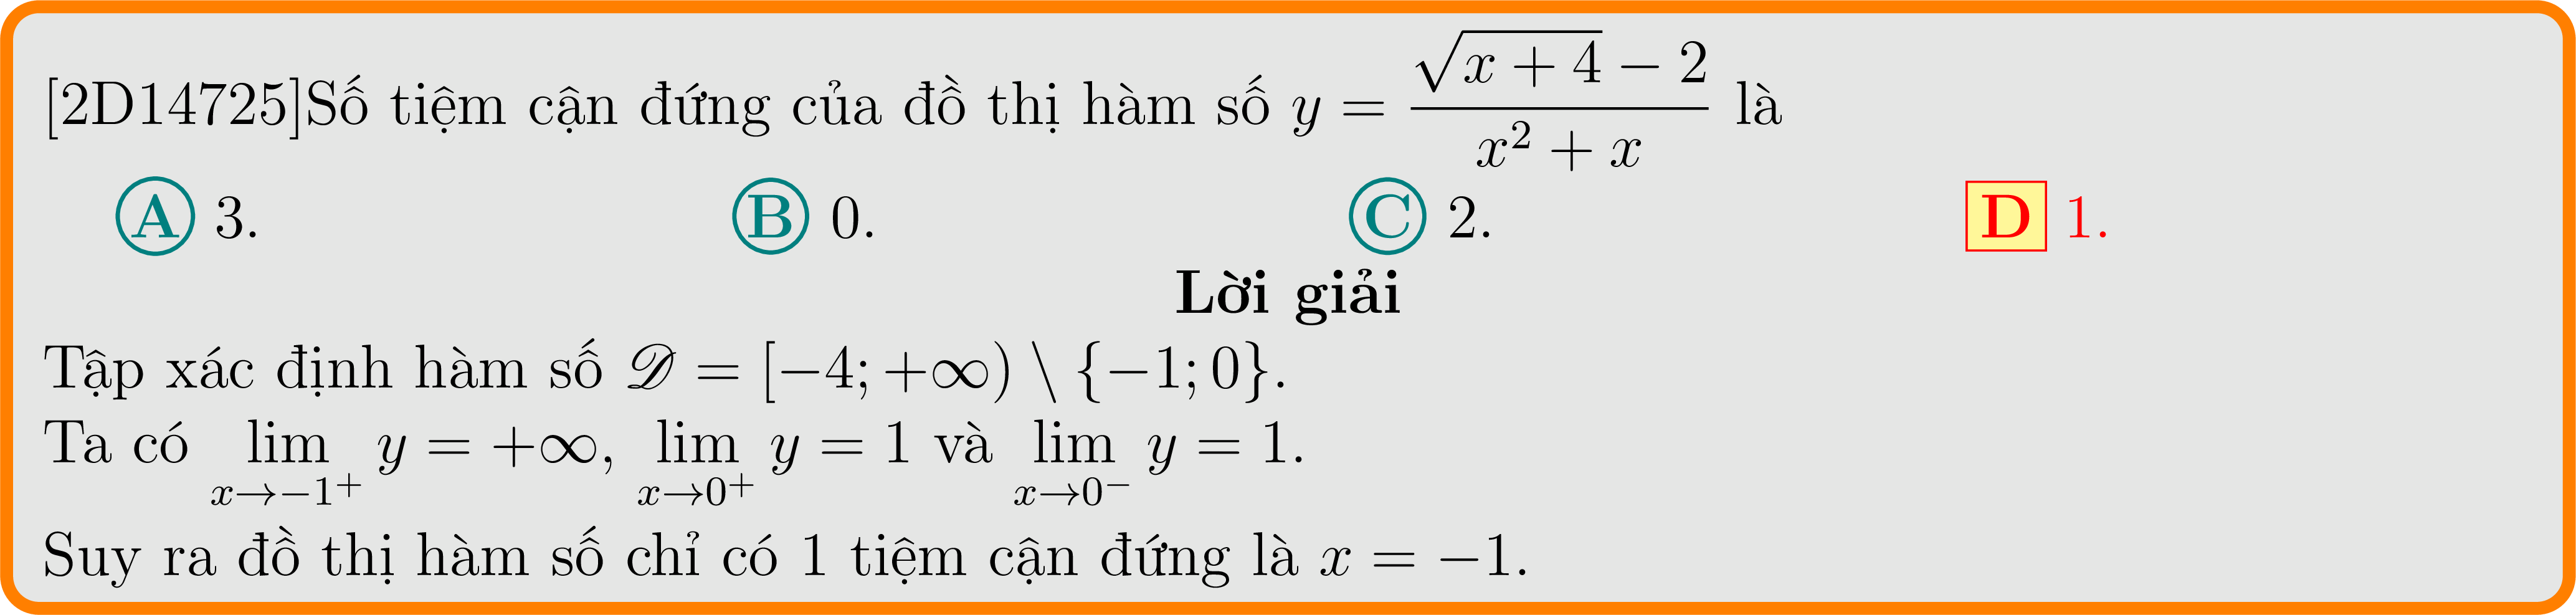 [2D14725]Số tiệm cận đứng của đồ thị hàm số $y = \dfrac{\sqrt{x+4}-2}{x^2+x}$ là
A 3. B 0. C 2. D 1.
Lời giải
Tập xác định hàm số $\mathscr{D} = [-4; +\infty) \setminus \{-1; 0\}$.
Ta có $\lim\limits_{x \to -1^+} y = +\infty$, $\lim\limits_{x \to 0^+} y = 1$ và $\lim\limits_{x \to 0^-} y = 1$.
Suy ra đồ thị hàm số chỉ có 1 tiệm cận đứng là $x = -1$.